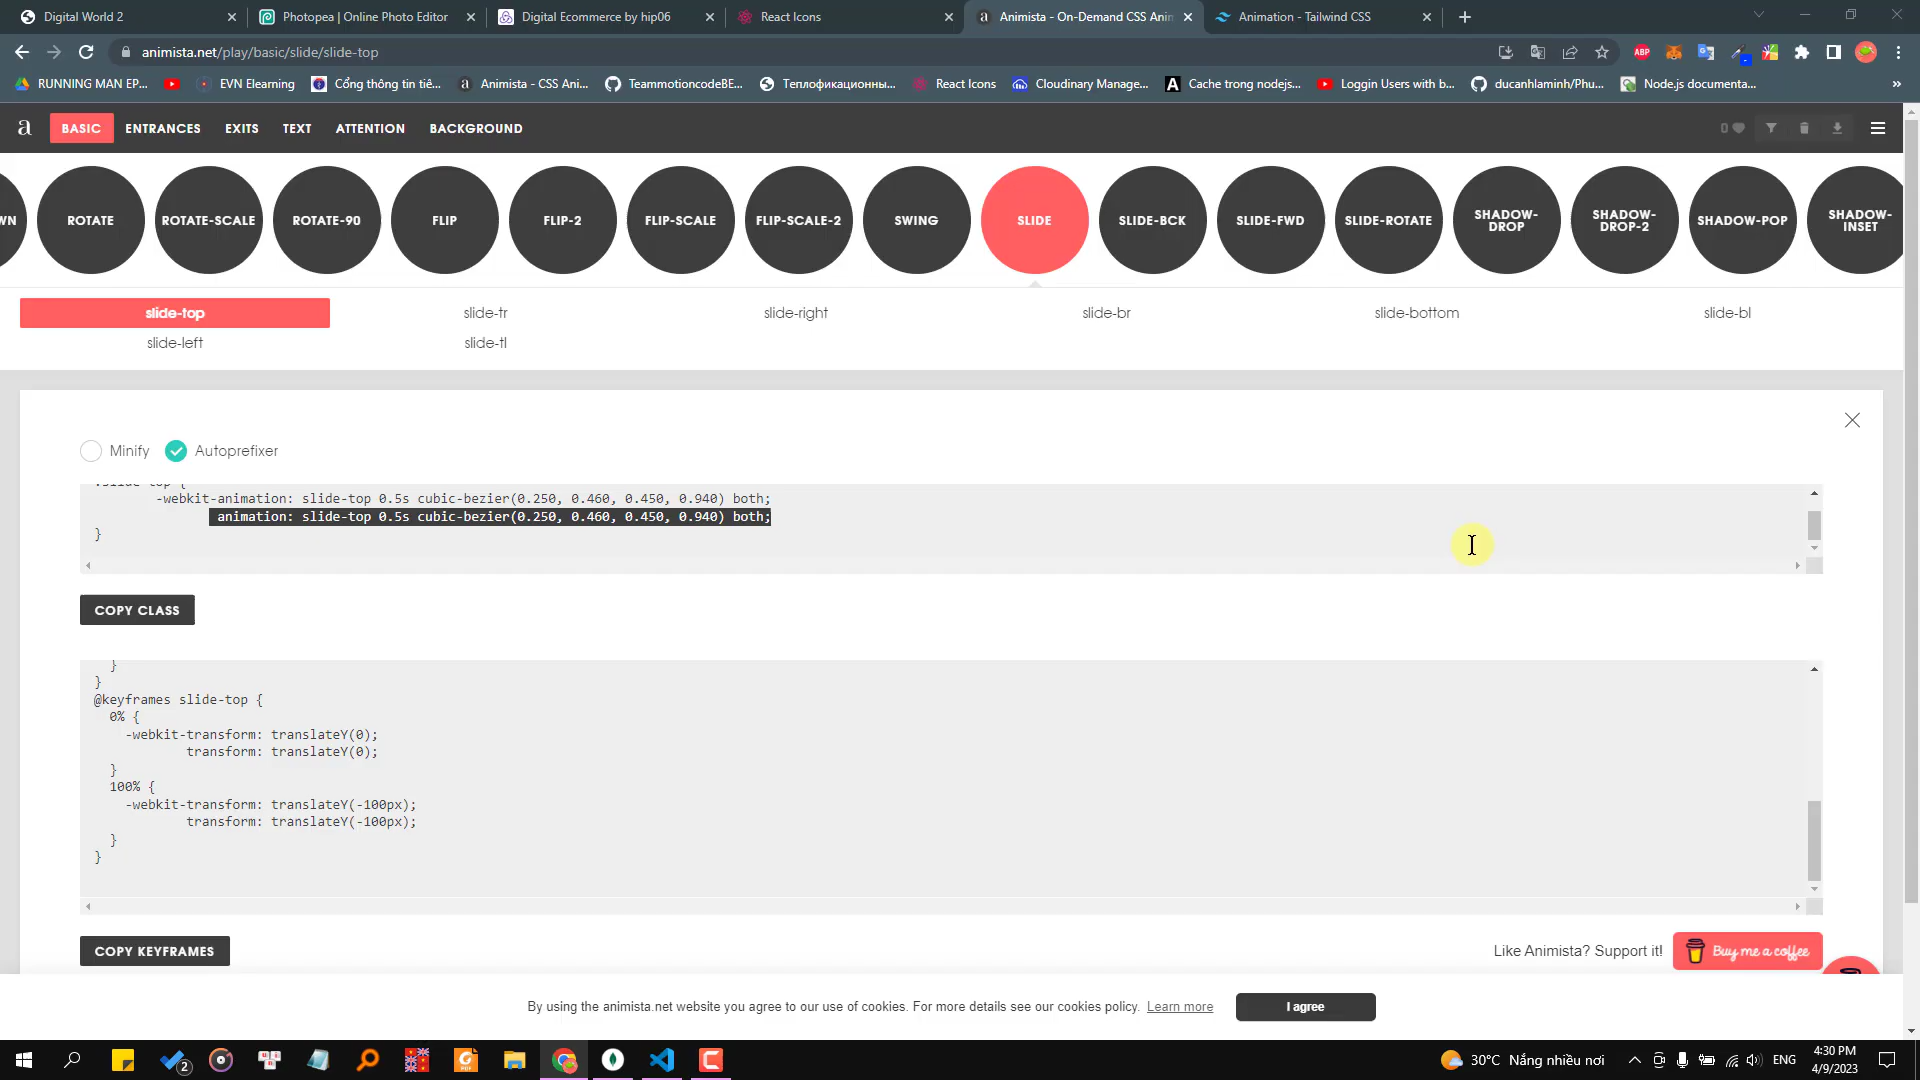 Digital World 2
Photopea | Online Photo Editor
Digital Ecommerce by hip06
React Icons
Animista - On-Demand CSS Anim
Animation - Tailwind CSS
animista.net/play/basic/slide/slide-top
RUNNING MAN EP...
EVN Elearning
Cổng thông tin tiê...
Animista - CSS Ani...
TeammotioncodeBE...
Теплофикационны...
React Icons
Cloudinary Manage...
Cache trong nodejs...
Loggin Users with b...
ducanhlaminh/Phu...
Node.js documenta...
a
BASIC
ENTRANCES
EXITS
TEXT
ATTENTION
BACKGROUND
0
WN
ROTATE
ROTATE-SCALE
ROTATE-90
FLIP
FLIP-2
FLIP-SCALE
FLIP-SCALE-2
SWING
SLIDE
SLIDE-BCK
SLIDE-FWD
SLIDE-ROTATE
SHADOW-
DROP
SHADOW-
DROP-2
SHADOW-POP
SHADOW-
INSET
slide-top
slide-tr
slide-right
slide-br
slide-bottom
slide-bl
slide-left
slide-tl
Minify
Autoprefixer
.slide-top {
-webkit-animation: slide-top 0.5s cubic-bezier(0.250, 0.460, 0.450, 0.940) both;
animation: slide-top 0.5s cubic-bezier(0.250, 0.460, 0.450, 0.940) both;
}
COPY CLASS
}
}
@keyframes slide-top {
0% {
-webkit-transform: translateY(0);
transform: translateY(0);
}
100% {
-webkit-transform: translateY(-100px);
transform: translateY(-100px);
}
}
COPY KEYFRAMES
Like Animista? Support it!
Buy me a coffee
By using the animista.net website you agree to our use of cookies. For more details see our cookies policy. Learn more
I agree
2
30°C Nắng nhiều nơi
ENG
4:30 PM
4/9/2023